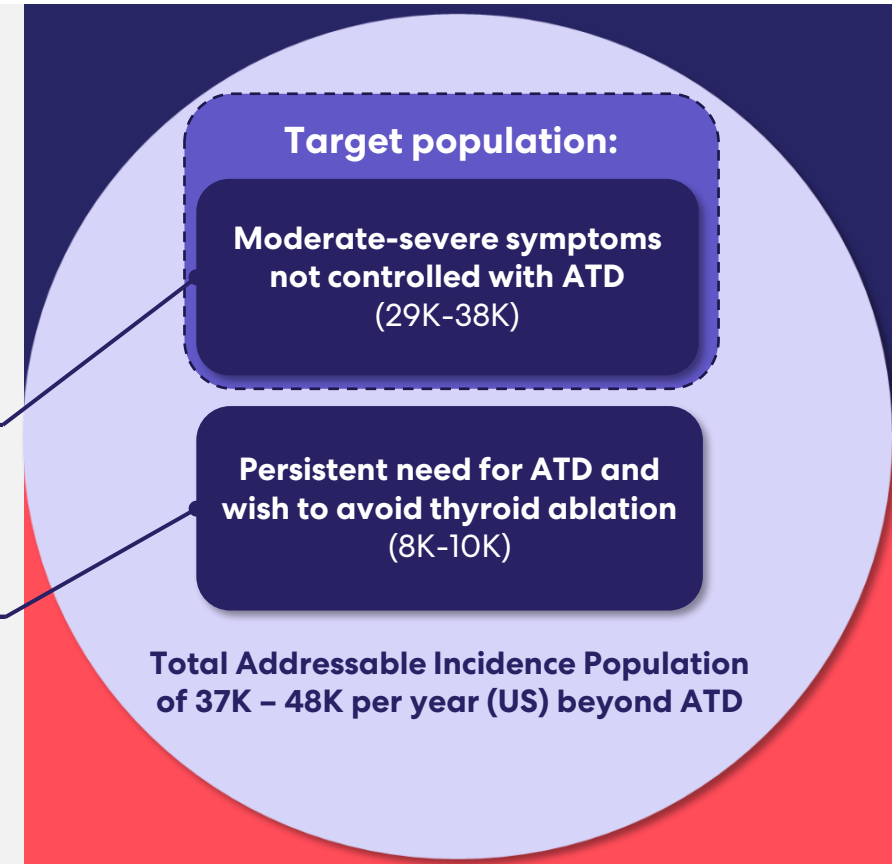 Target population:
Moderate-severe symptoms
not controlled with ATD
(29K-38K)
Persistent need for ATD and
wish to avoid thyroid ablation
(8K-10K)
Total Addressable Incidence Population
of 37K – 48K per year (US) beyond ATD